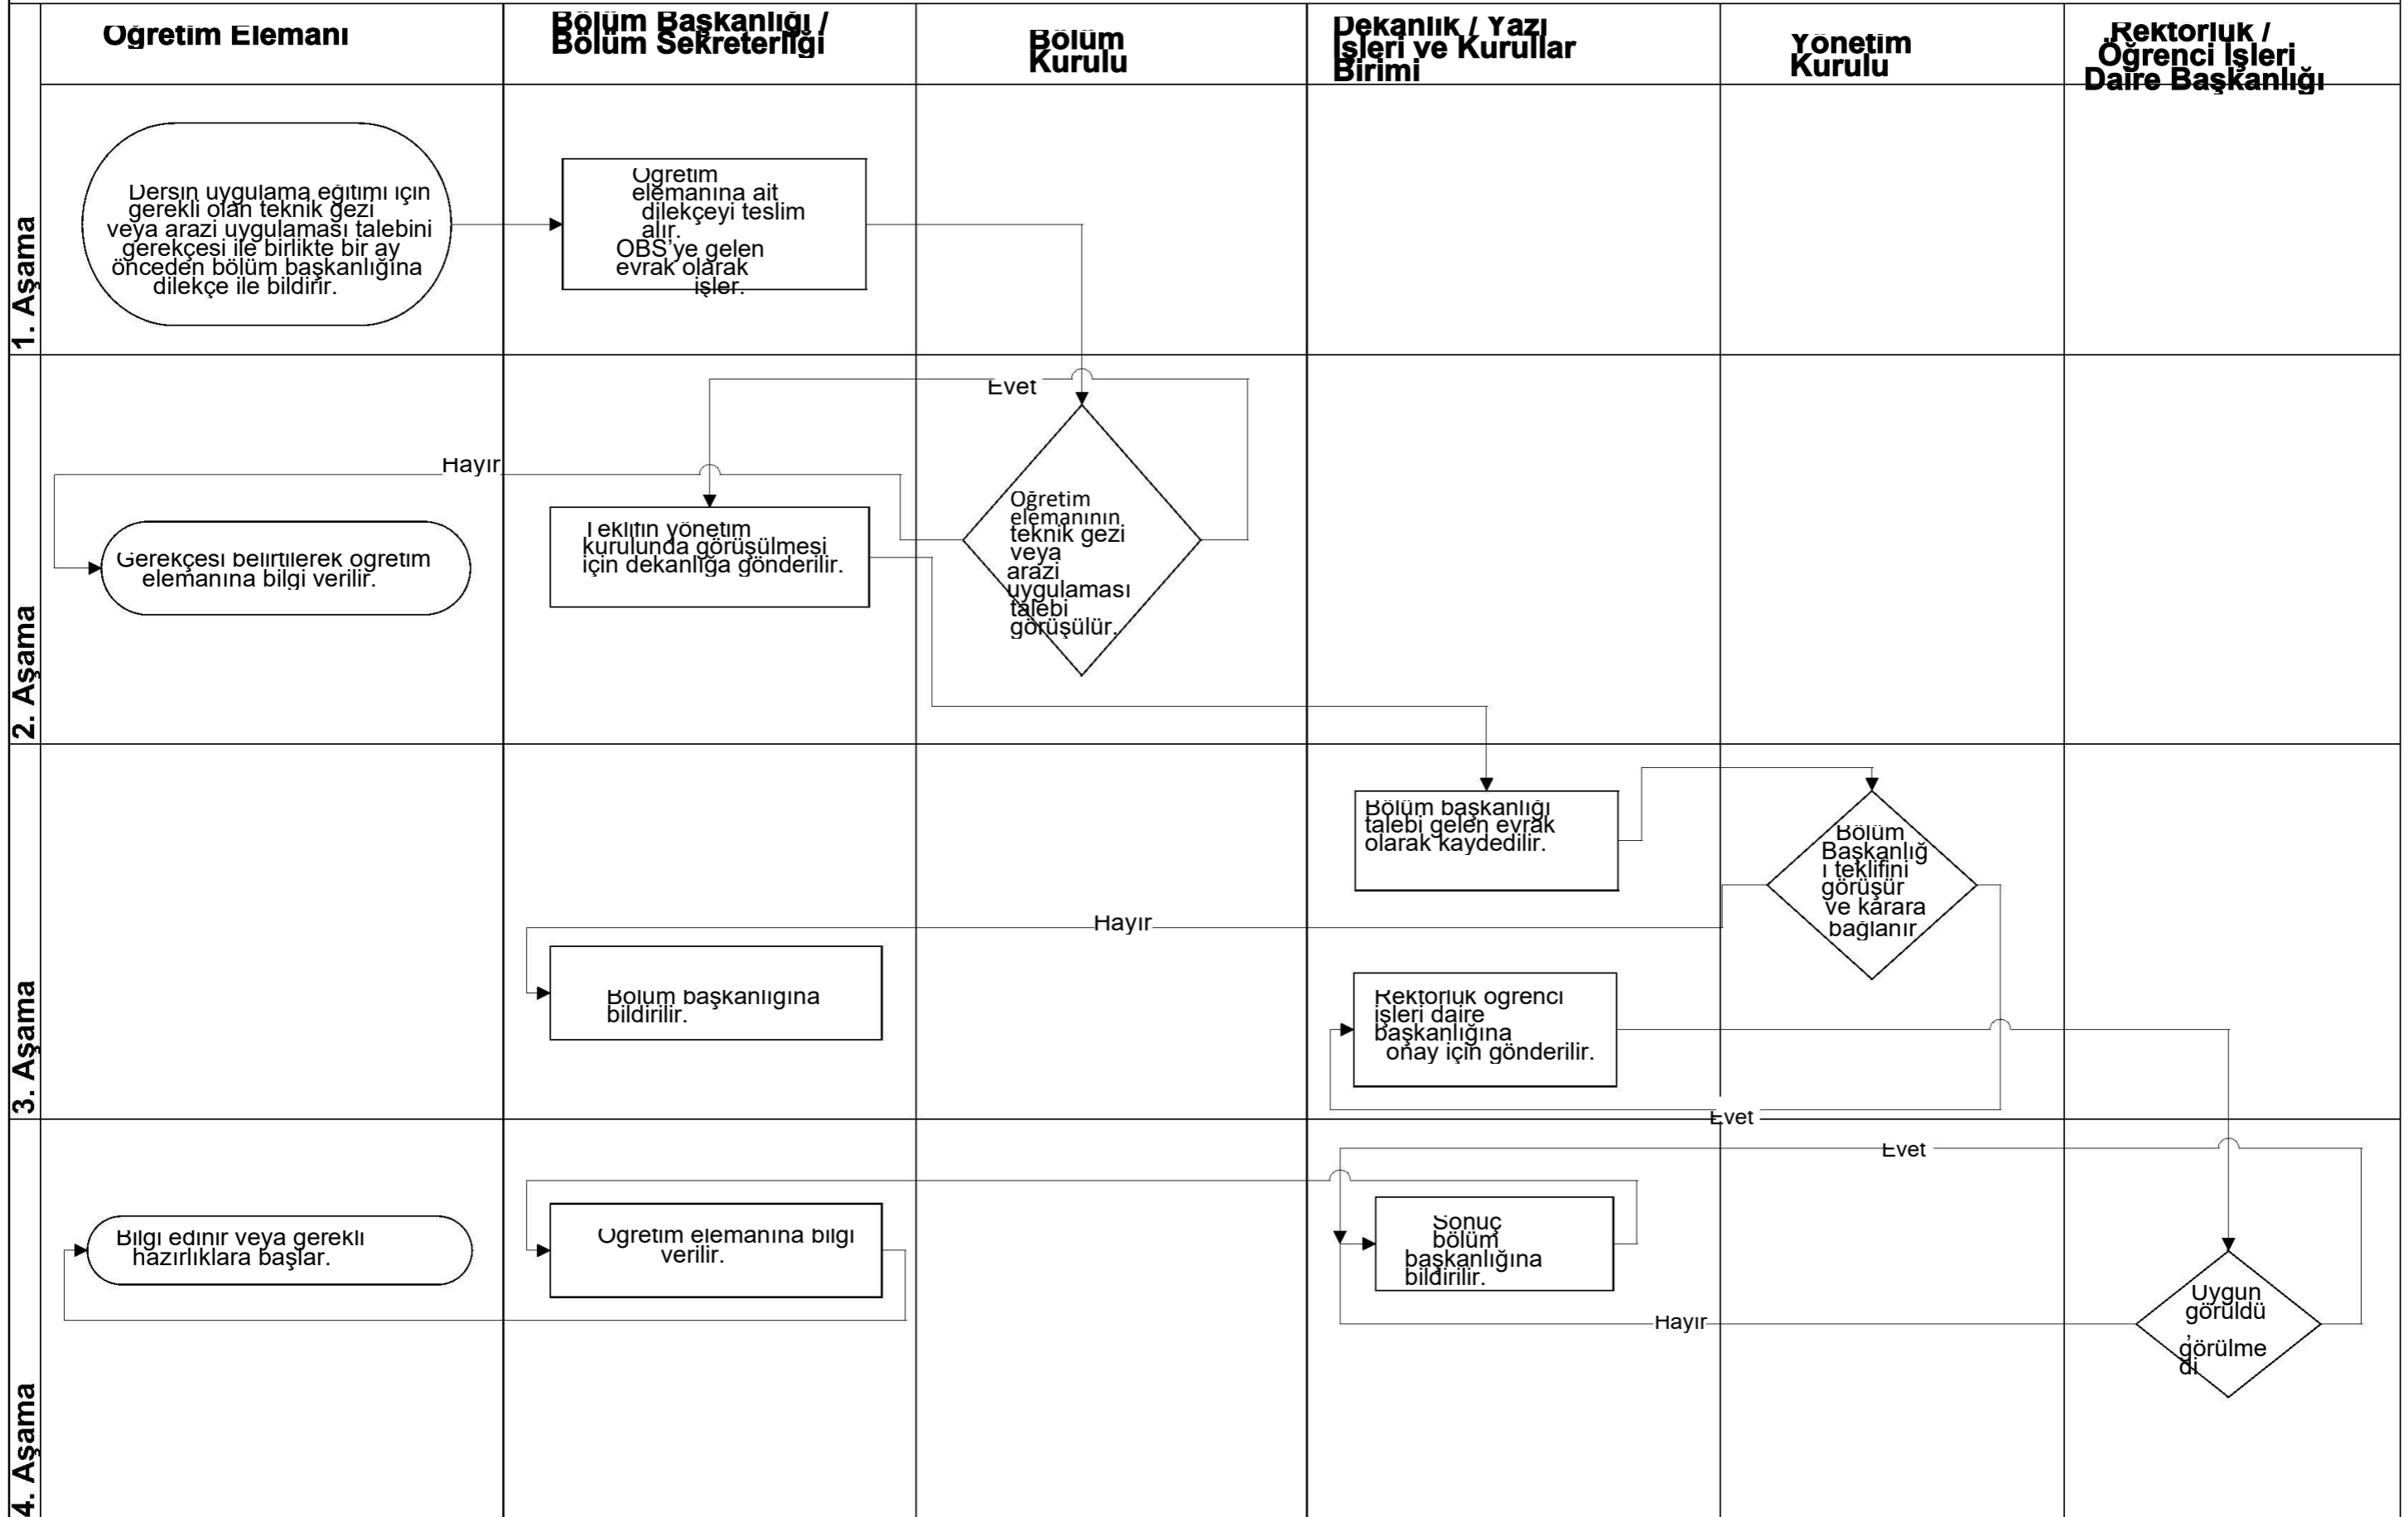 Öğretim Elemanı
Bölüm Başkanlığı /
Bölüm Sekreterliği
Bölüm
Kurulu
Dekanlık / Yazı
İşleri ve Kurullar
Birimi
Yönetim
Kurulu
Rektörlük /
Öğrenci İşleri
Daire Başkanlığı
1. Aşama
Dersin uygulama eğitimi için
gerekli olan teknik gezi
veya arazi uygulaması talebini
gerekçesi ile birlikte bir ay
önceden bölüm başkanlığına
dilekçe ile bildirir.
Öğretim
elemanına ait
dilekçeyi teslim
alır.
OBS'ye gelen
evrak olarak
işler.
2. Aşama
Evet
Hayır
Gerekçesi belirtilerek öğretim
elemanına bilgi verilir.
Teklifin yönetim
kurulunda görüşülmesi
için dekanlığa gönderilir.
Öğretim
elemanının
teknik gezi
veya
arazi
uygulaması
talebi
görüşülür.
3. Aşama
Bölüm başkanlığı
talebi gelen evrak
olarak kaydedilir.
Bölüm
Başkanlığ
ı teklifini
görüşür
ve karara
bağlanır
Hayır
Bölüm başkanlığına
bildirilir.
Rektörlük öğrenci
işleri daire
başkanlığına
onay için gönderilir.
Evet
4. Aşama
Evet
Bilgi edinir veya gerekli
hazırlıklara başlar.
Öğretim elemanına bilgi
verilir.
Sonuç
bölüm
başkanlığına
bildirilir.
Hayır
Uygun
görüldü
,
görülme
di